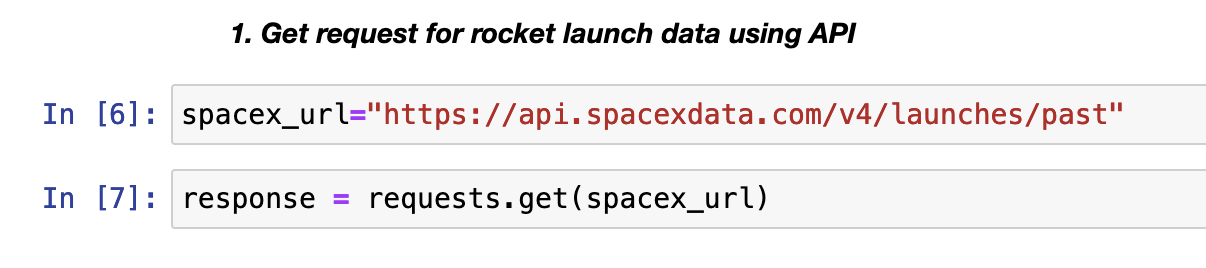 1. Get request for rocket launch data using API
In [6]: spacex_url="https://api.spacexdata.com/v4/launches/past"
In [7]: response = requests.get(spacex_url)